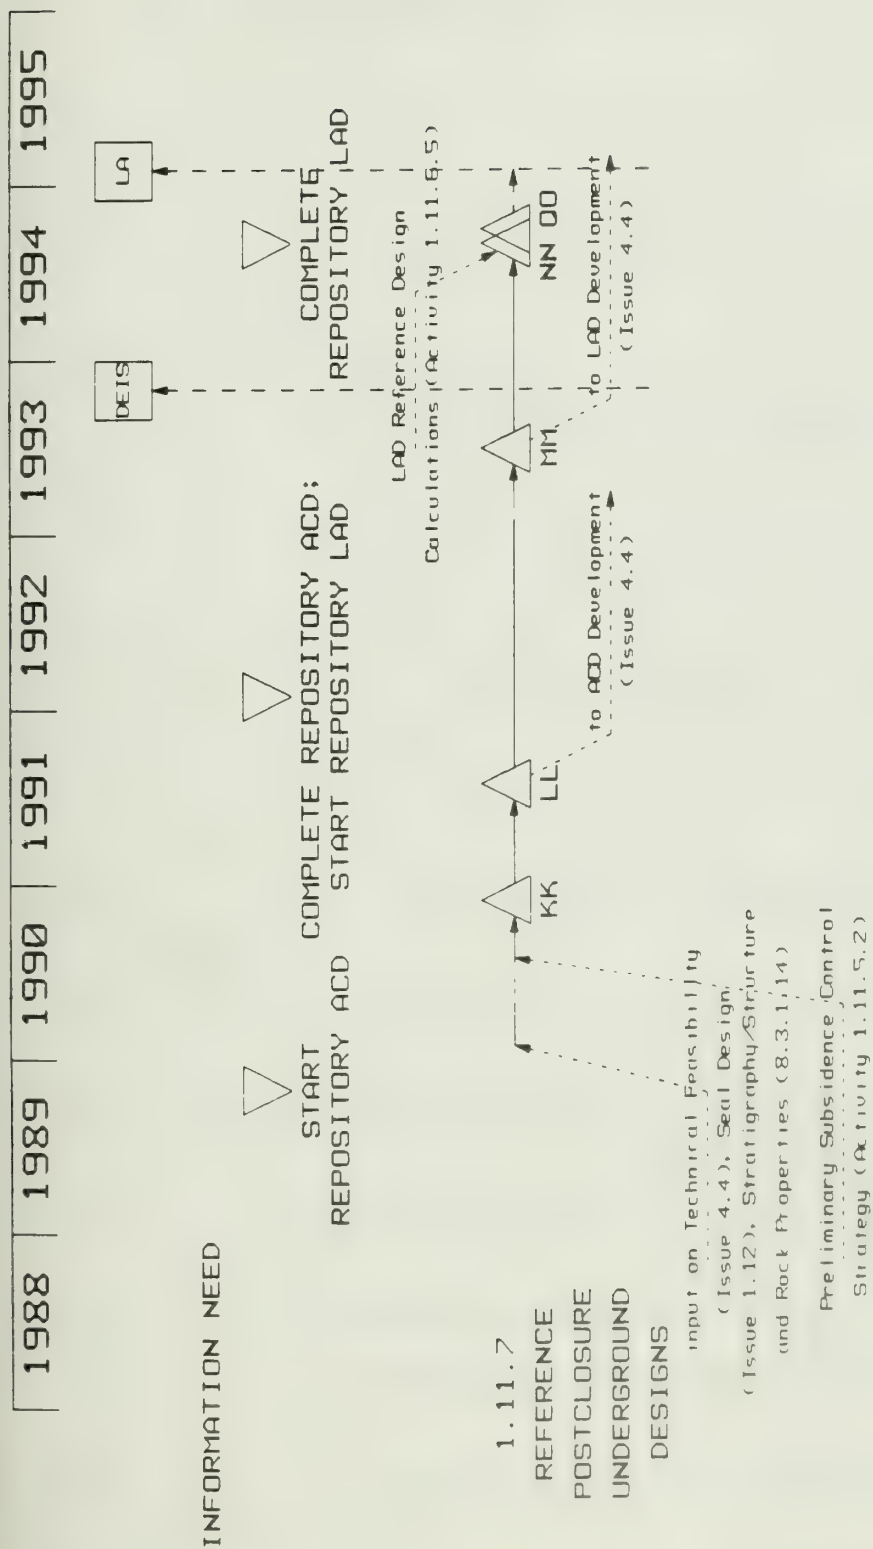 1988 1989 1990 1991 1992 1993 1994 1995
DEIS
LA
INFORMATION NEED
START
REPOSITORY ACD
COMPLETE REPOSITORY ACD;
START REPOSITORY LAD
COMPLETE
REPOSITORY LAD
LAD Reference Design
Calculations (Activity 1.11.6.5)
1.11.7
REFERENCE
POSTCLOSURE
UNDERGROUND
DESIGNS
KK
LL
MM
NN OO
to ACD Development
(Issue 4.4)
to LAD Development
(Issue 4.4)
input on Technical Feasibility
(Issue 4.4), Seal Design,
(Issue 1.12), Stratigraphy/Structure
and Rock Properties (8.3.1.14)
Preliminary Subsidence Control
Strategy (Activity 1.11.5.2)